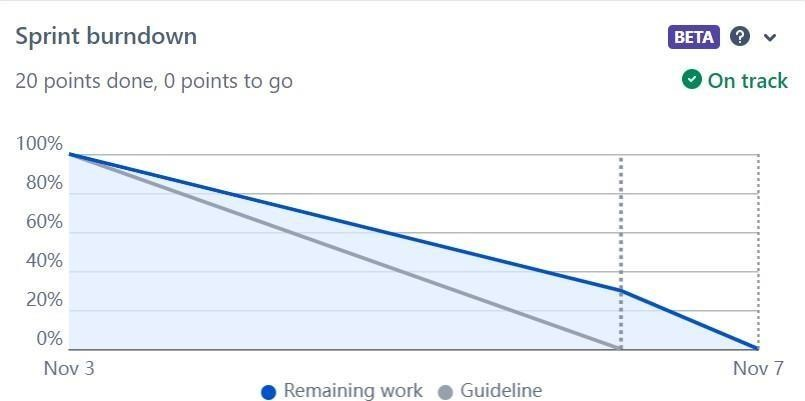 Sprint burndown
BETA ?
20 points done, 0 points to go
On track
100%
80%
60%
40%
20%
0%
Nov 3
Nov 7
Remaining work
Guideline